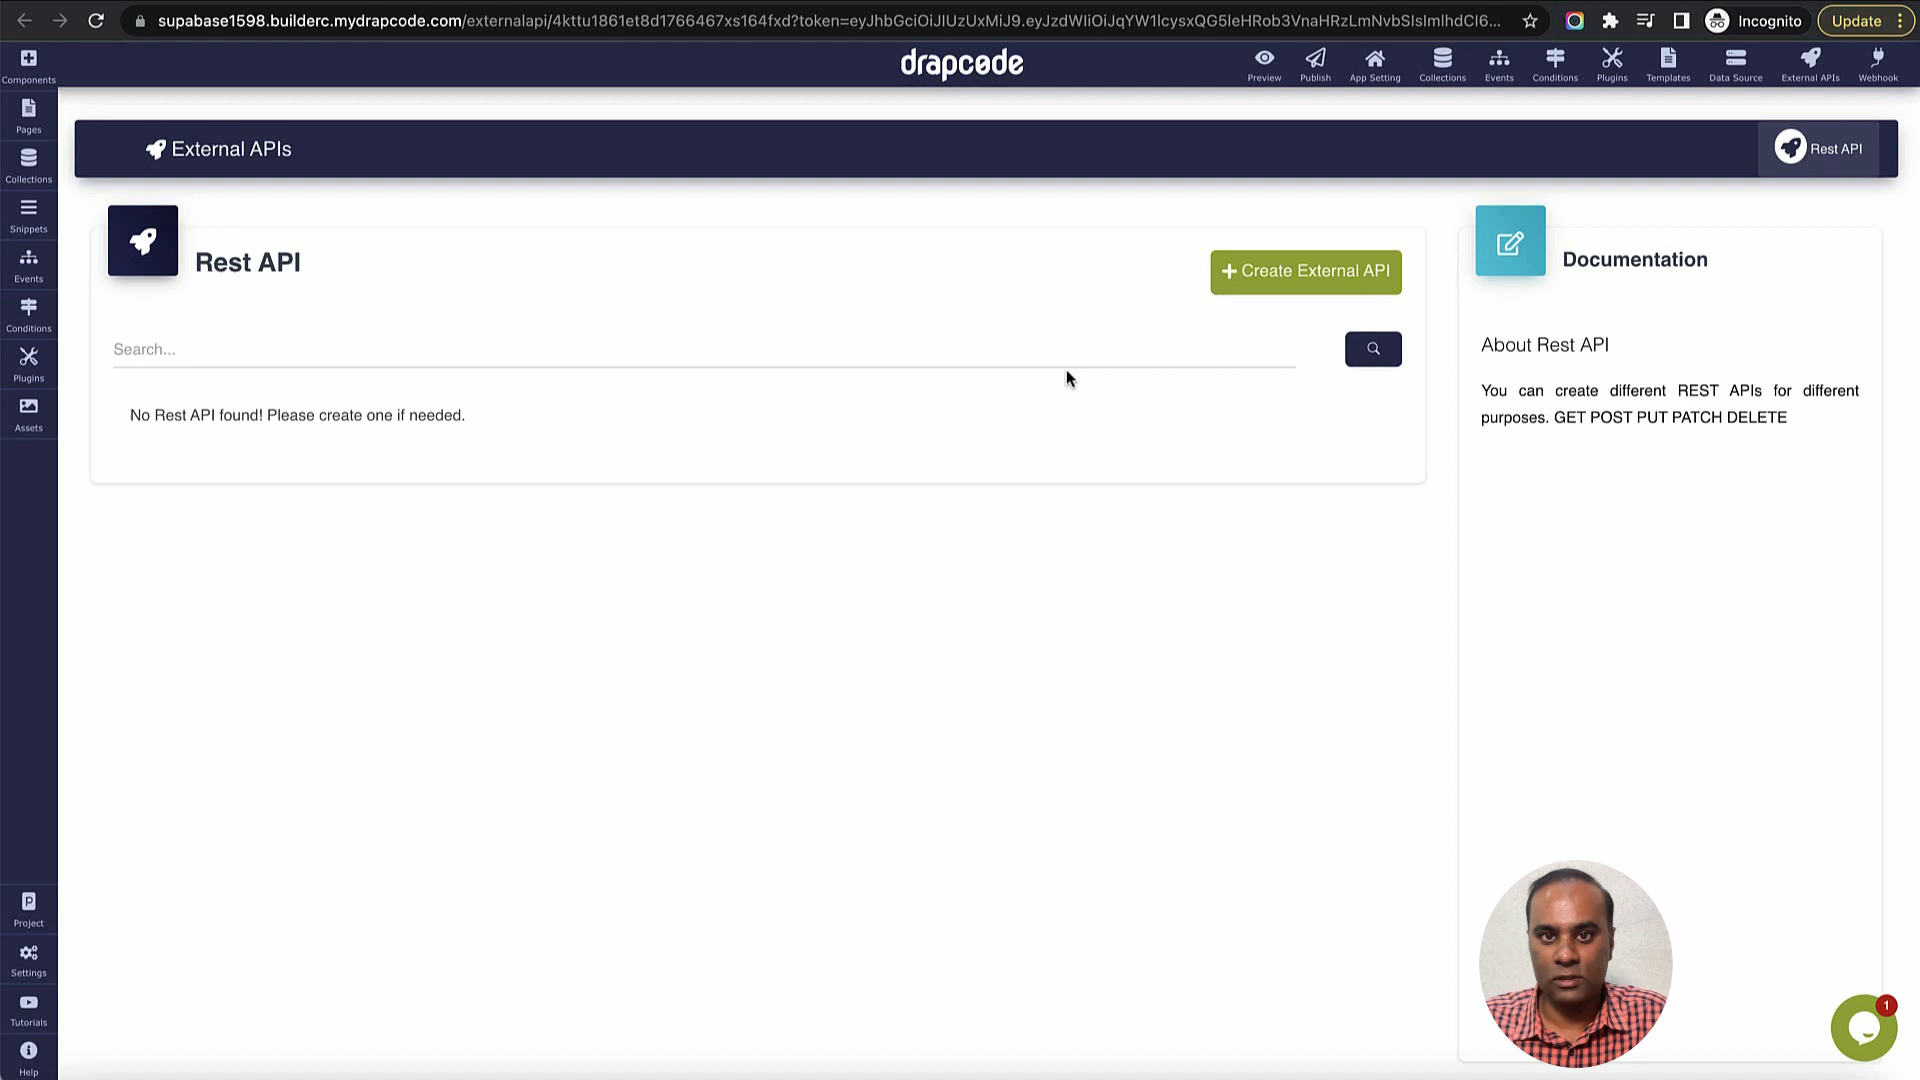 supabase1598.builderc.mydrapcode.com/externalapi/4kttu1861et8d1766467xs164fxd?token=eyJhbGciOiJIUzUxMiJ9.eyJzdWIiOiJqYW1lcysxQG5leHRob3VnaHRzLmNvbSIsImlhdCI6...
Incognito
Update
Components
drapcode
Preview
Publish
App Setting
Collections
Events
Conditions
Plugins
Templates
Data Source
External APIs
Webhook
Pages
Collections
Snippets
Events
Conditions
Plugins
Assets
Project
Settings
Tutorials
Help
External APIs
Rest API
Rest API
+ Create External API
Search...
No Rest API found! Please create one if needed.
Documentation
About Rest API
You can create different REST APIs for different
purposes. GET POST PUT PATCH DELETE
1